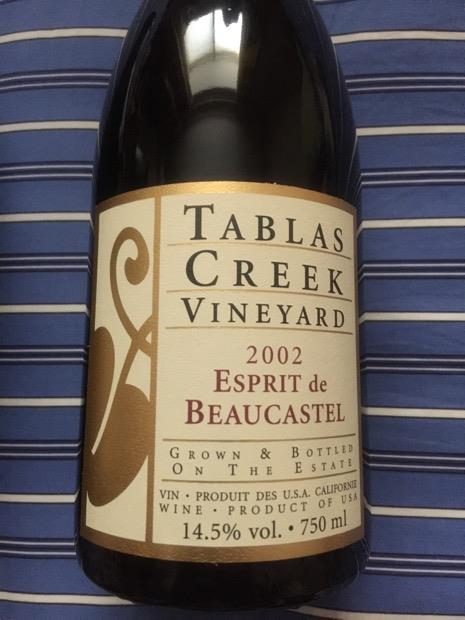 TABLAS
CREEK
VINEYARD
2002
ESPRIT de
BEAUCASTEL
GROWN & BOTTLED
ON THE ESTATE
VIN · PRODUIT DES U.S.A. CALIFORNIE
WINE · PRODUCT OF USA
14.5% vol. · 750 ml